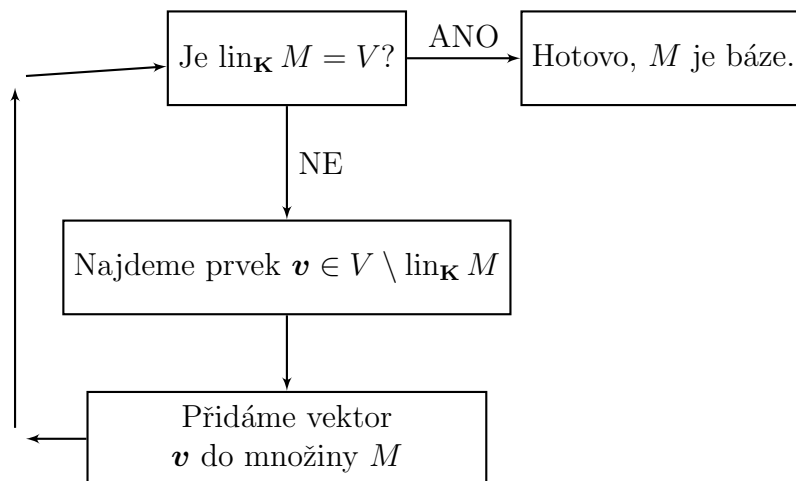 Je lin_K M = V?
ANO
Hotovo, M je báze.
NE
Najdeme prvek v ∈ V \ lin_K M
Přidáme vektor
v do množiny M